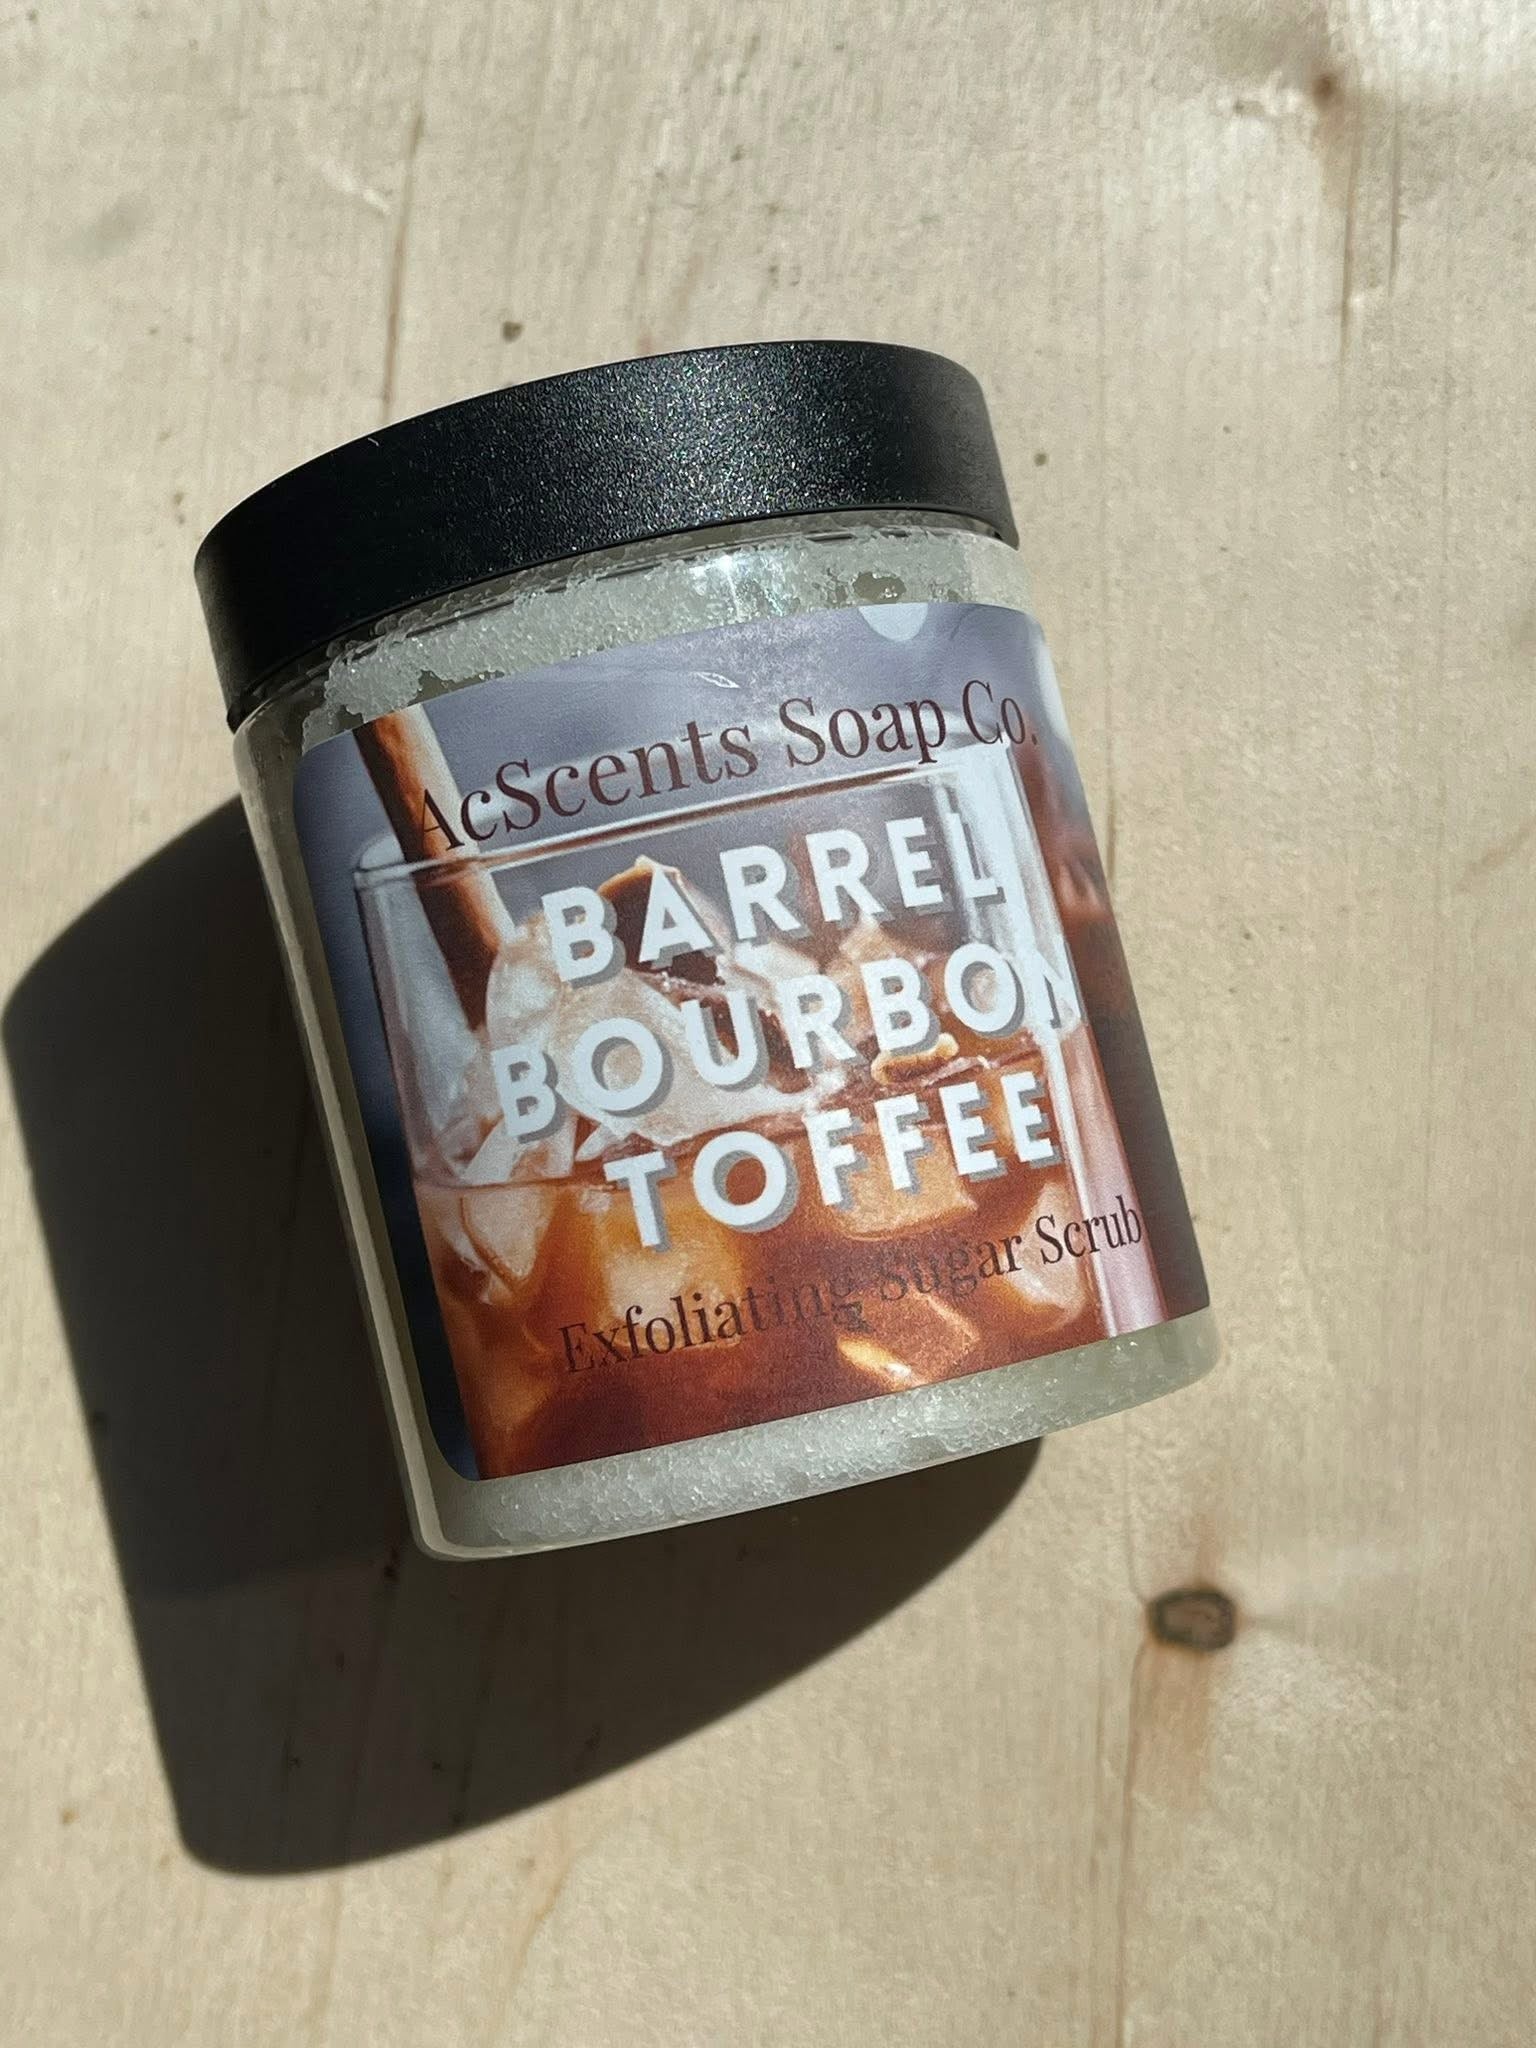 AcScents Soap Co.
BARREL
BOURBON
TOFFEE
Exfoliating Sugar Scrub